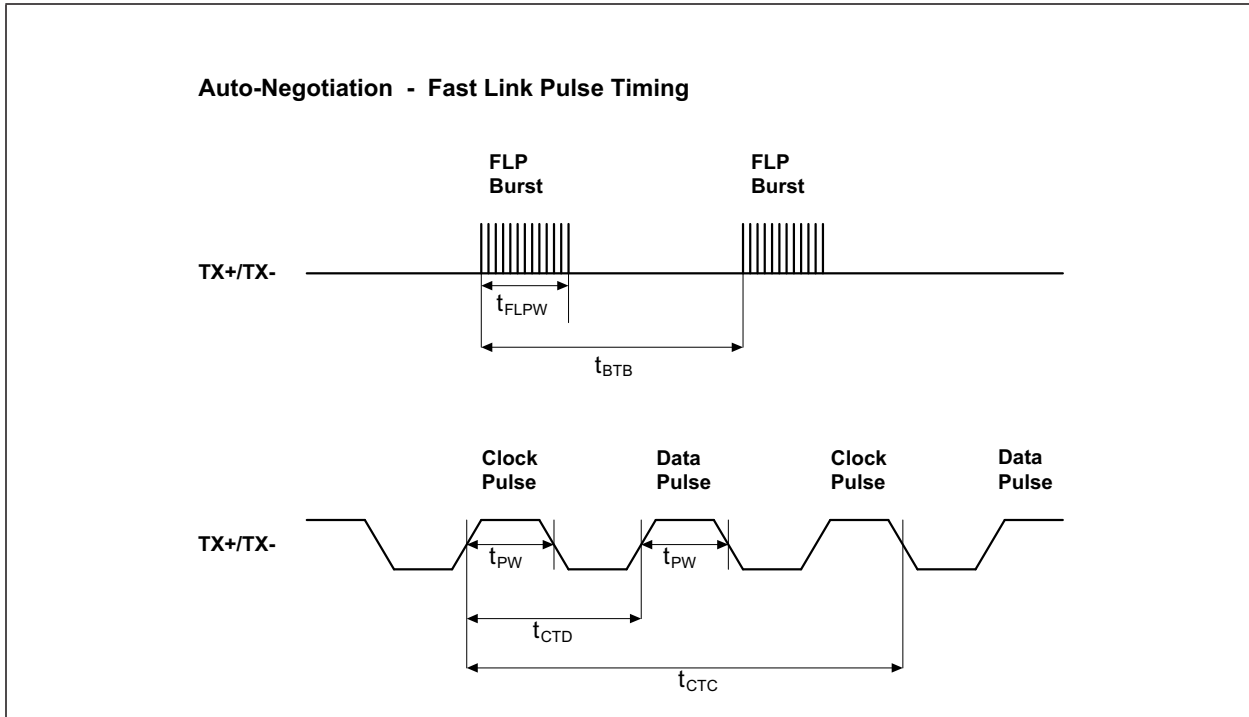 Auto-Negotiation - Fast Link Pulse Timing
FLP
Burst
FLP
Burst
TX+/TX-
tFLPW
tBTB
Clock
Pulse
Data
Pulse
Clock
Pulse
Data
Pulse
TX+/TX-
tPW
tPW
tCTD
tCTC